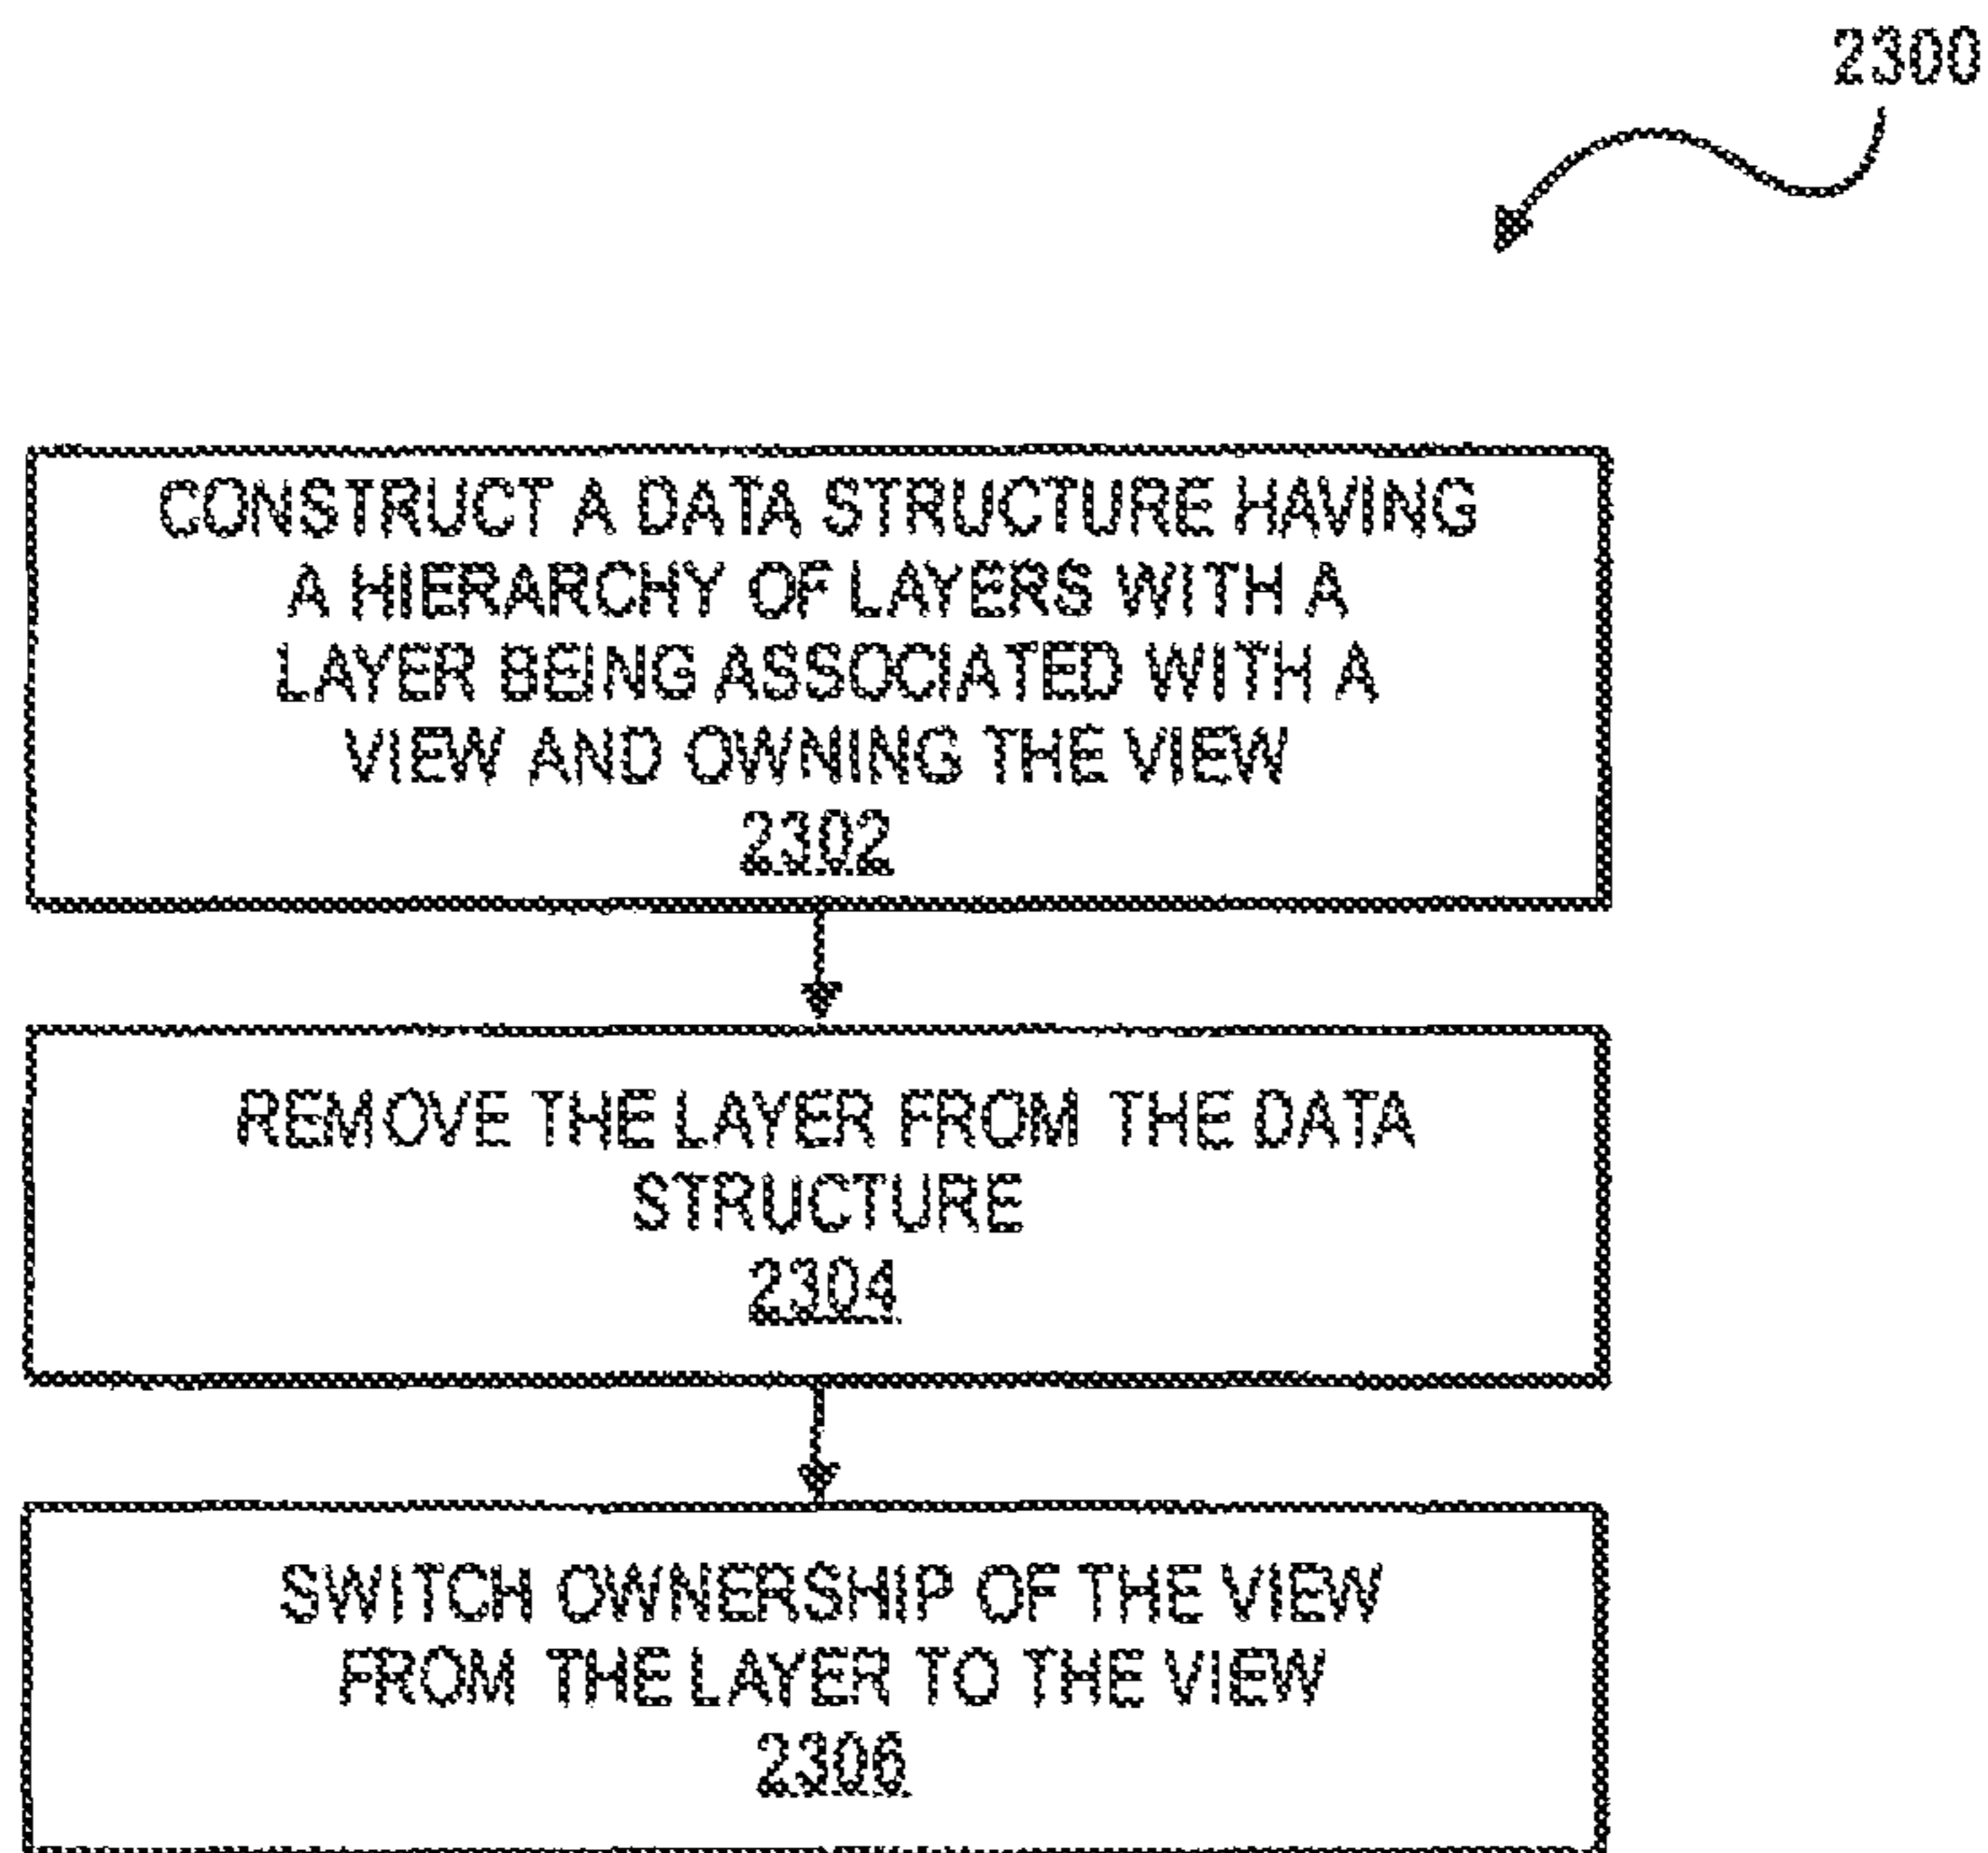 2300
CONSTRUCT A DATA STRUCTURE HAVING
A HIERARCHY OF LAYERS WITH A
LAYER BEING ASSOCIATED WITH A
VIEW AND OWNING THE VIEW
2302
REMOVE THE LAYER FROM THE DATA
STRUCTURE
2304
SWITCH OWNERSHIP OF THE VIEW
FROM THE LAYER TO THE VIEW
2306